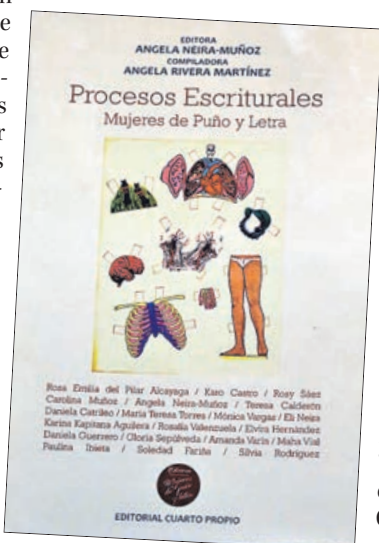 EDITORA
ANGELA NEIRA-MUÑOZ
COMPILADORA
ANGELA RIVERA MARTÍNEZ
Procesos Escriturales
Mujeres de Puño y Letra
Rosa Emilia del Pilar Alcayaga / Karo Castro / Rosy Sáez
Carolina Muñoz / Angela Neira-Muñoz / Teresa Calderón
Daniela Catrileo / María Teresa Torres / Mónica Vargas / Eli Neira
Karina Kapitana Aguilera / Rosalía Valenzuela / Elvira Hernández
Daniela Guerrero / Gloria Sepúlveda / Amanda Varín / Maha Vial
Paulina Ibieta / Soledad Fariña / Silvia Rodríguez
EDITORIAL CUARTO PROPIO